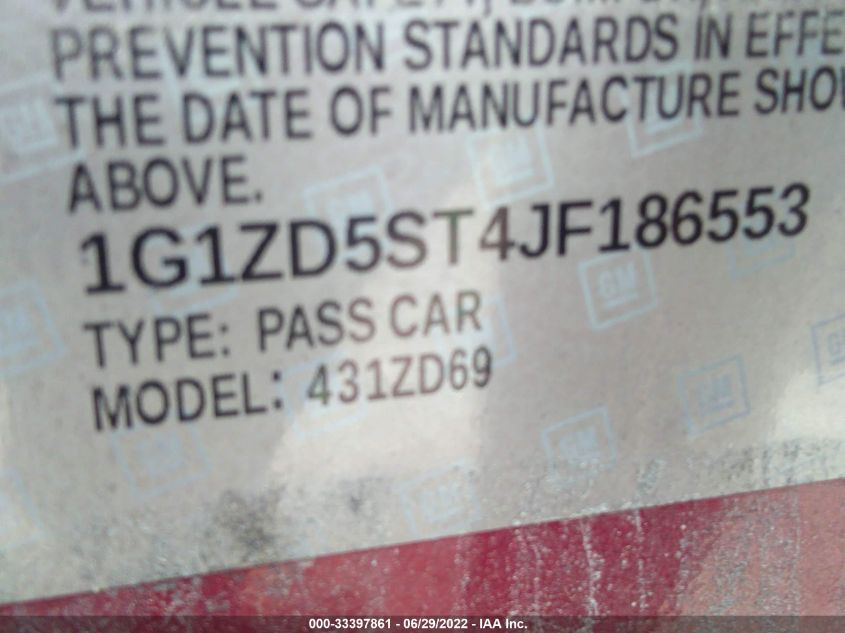 PREVENTION STANDARDS IN EFFE
THE DATE OF MANUFACTURE SHO
ABOVE.
1G1ZD5ST4JF186553
TYPE: PASS CAR
MODEL: 431ZD69
GM
000-33397861 - 06/29/2022 - IAA Inc.